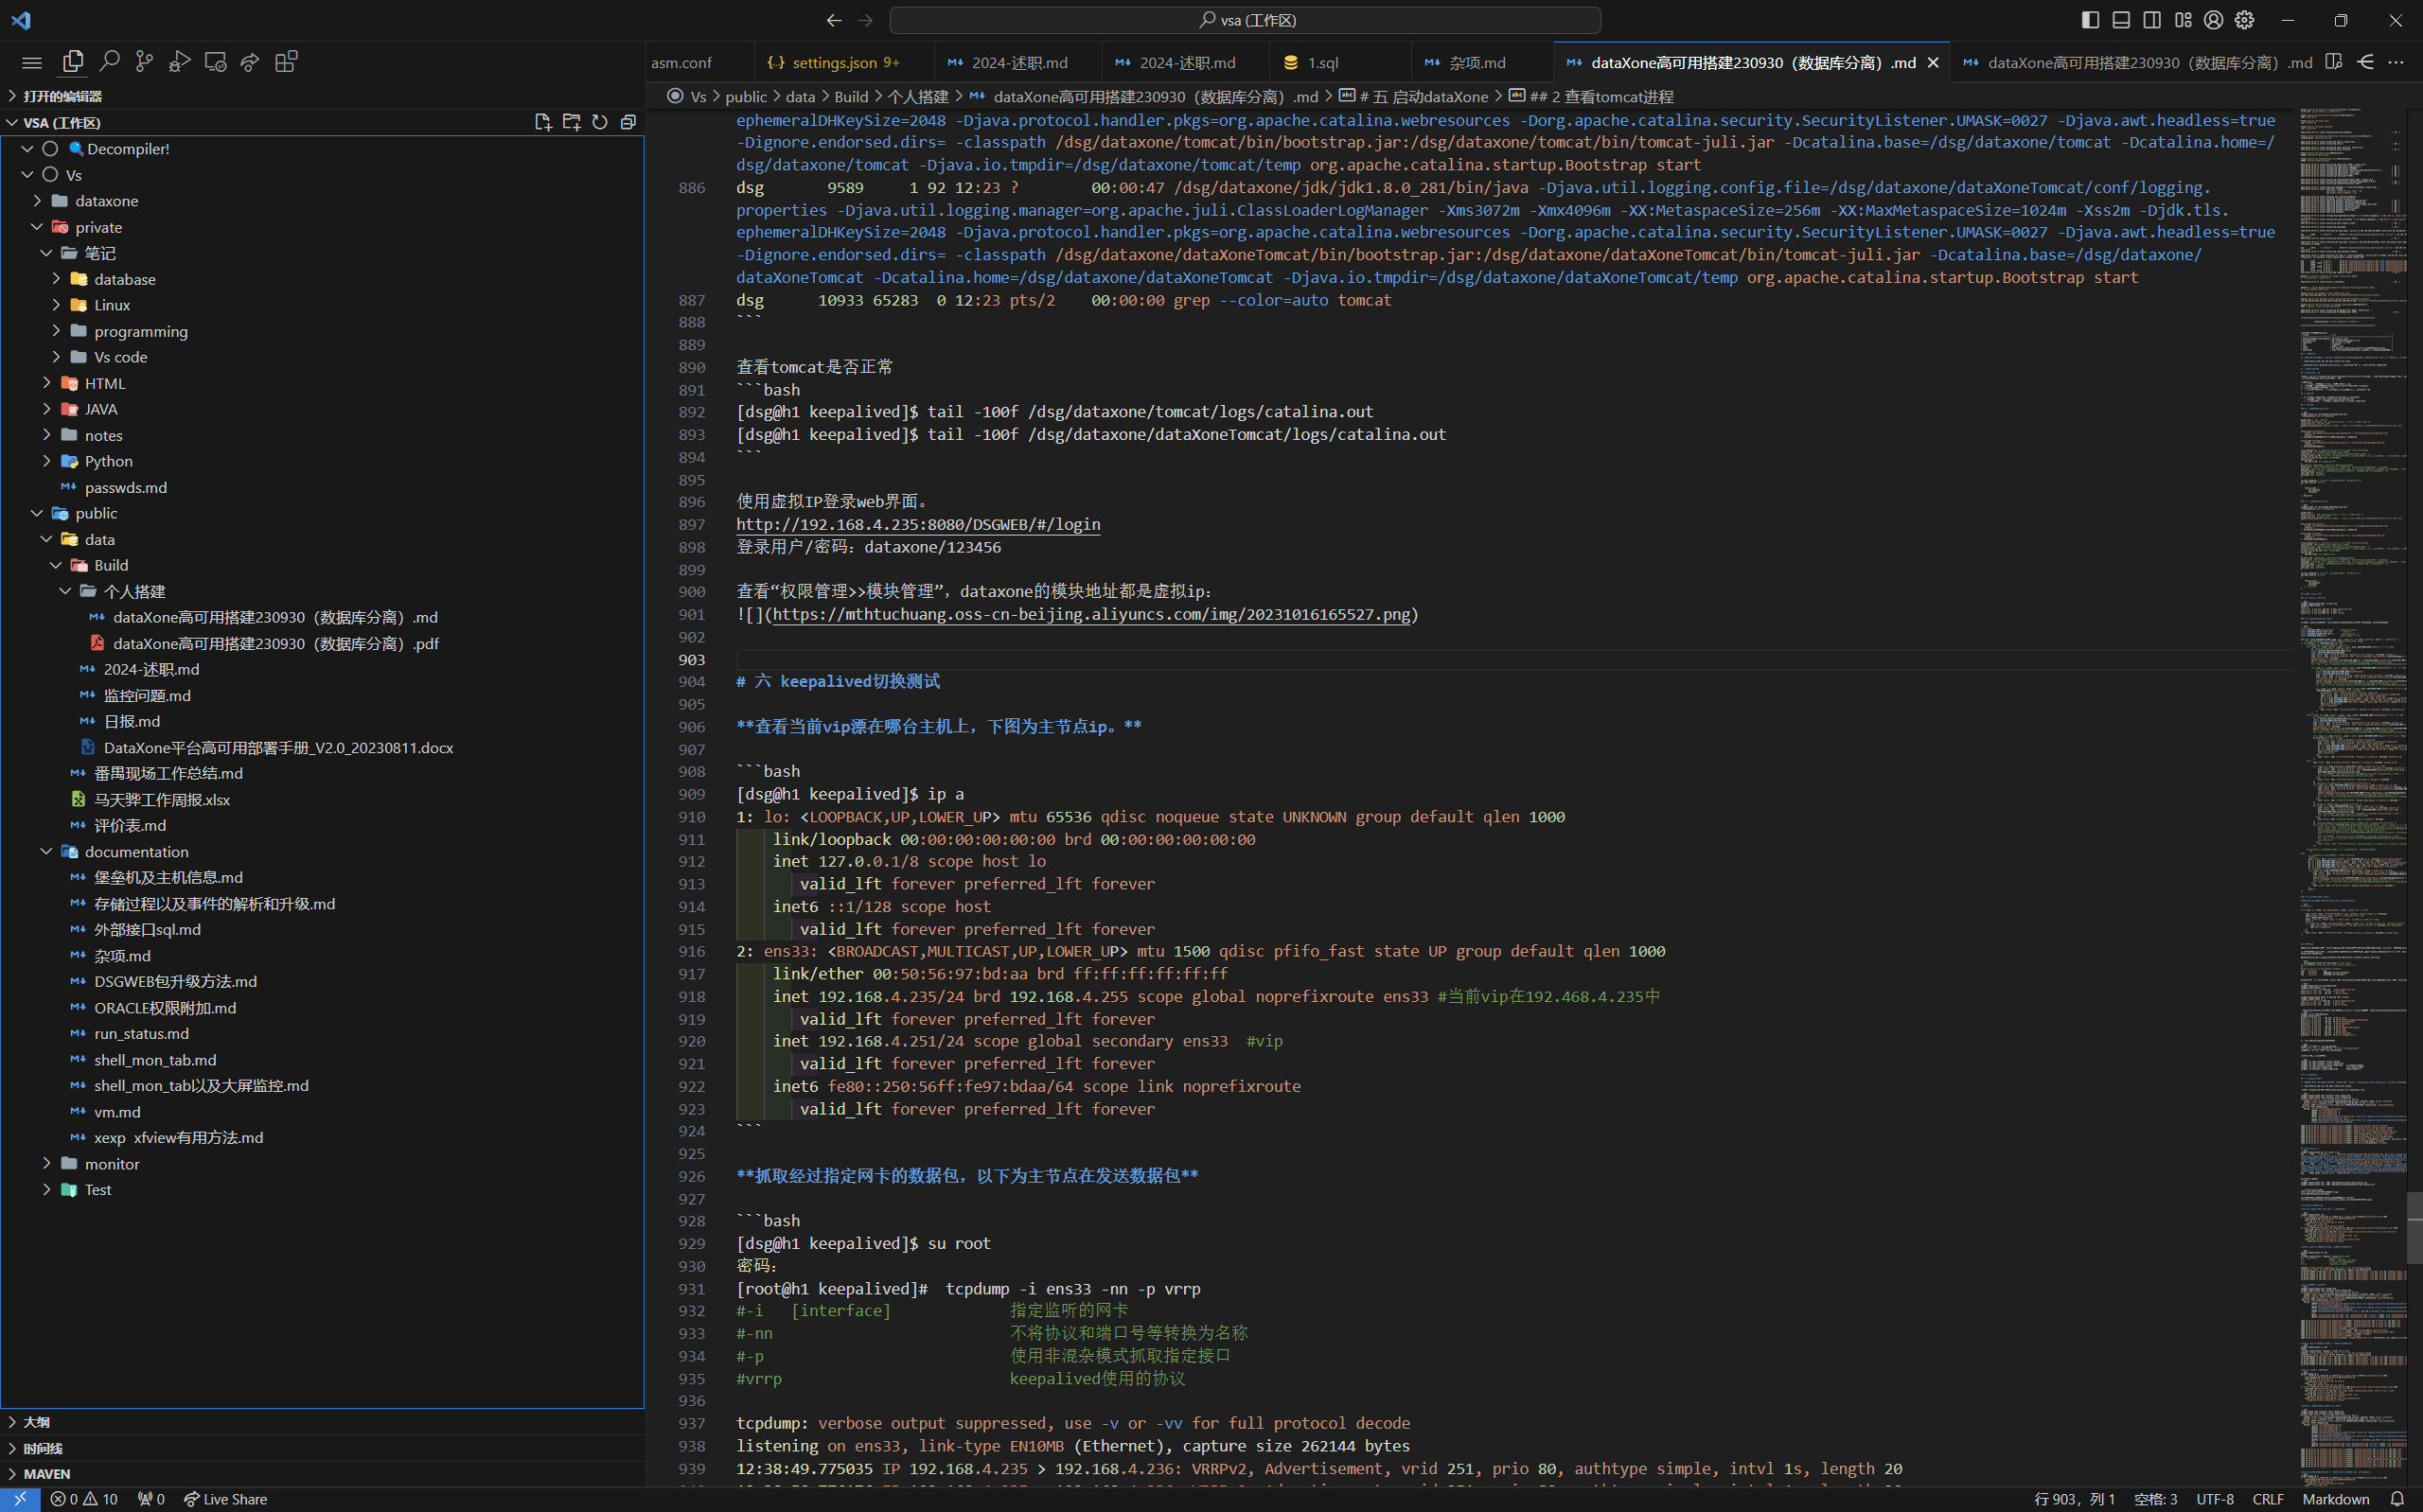 vsa (工作区)
asm.conf
settings.json 9+
2024-述职.md
2024-述职.md
1.sql
杂项.md
dataXone高可用搭建230930（数据库分离）.md
dataXone高可用搭建230930（数据库分离）.md
打开的编辑器
VSA (工作区)
Decompiler!
Vs
dataxone
private
笔记
database
Linux
programming
Vs code
HTML
JAVA
notes
Python
passwds.md
public
data
Build
个人搭建
dataXone高可用搭建230930（数据库分离）.md
dataXone高可用搭建230930（数据库分离）.pdf
2024-述职.md
监控问题.md
日报.md
DataXone平台高可用部署手册_V2.0_20230811.docx
番禺现场工作总结.md
马天骅工作周报.xlsx
评价表.md
documentation
堡垒机及主机信息.md
存储过程以及事件的解析和升级.md
外部接口sql.md
杂项.md
DSGWEB包升级方法.md
ORACLE权限附加.md
run_status.md
shell_mon_tab.md
shell_mon_tab以及大屏监控.md
vm.md
xexp xfview有用方法.md
monitor
Test
大纲
时间线
MAVEN
Vs > public > data > Build > 个人搭建 > dataXone高可用搭建230930（数据库分离）.md > # 五 启动dataXone > ## 2 查看tomcat进程
ephemeralDHKeySize=2048 -Djava.protocol.handler.pkgs=org.apache.catalina.webresources -Dorg.apache.catalina.security.SecurityListener.UMASK=0027 -Djava.awt.headless=true
-Dignore.endorsed.dirs= -classpath /dsg/dataxone/tomcat/bin/bootstrap.jar:/dsg/dataxone/tomcat/bin/tomcat-juli.jar -Dcatalina.base=/dsg/dataxone/tomcat -Dcatalina.home=/
dsg/dataxone/tomcat -Djava.io.tmpdir=/dsg/dataxone/tomcat/temp org.apache.catalina.startup.Bootstrap start
886 dsg 9589 1 92 12:23 ? 00:00:47 /dsg/dataxone/jdk/jdk1.8.0_281/bin/java -Djava.util.logging.config.file=/dsg/dataxone/dataXoneTomcat/conf/logging.
properties -Djava.util.logging.manager=org.apache.juli.ClassLoaderLogManager -Xms3072m -Xmx4096m -XX:MetaspaceSize=256m -XX:MaxMetaspaceSize=1024m -Xss2m -Djdk.tls.
ephemeralDHKeySize=2048 -Djava.protocol.handler.pkgs=org.apache.catalina.webresources -Dorg.apache.catalina.security.SecurityListener.UMASK=0027 -Djava.awt.headless=true
-Dignore.endorsed.dirs= -classpath /dsg/dataxone/dataXoneTomcat/bin/bootstrap.jar:/dsg/dataxone/dataXoneTomcat/bin/tomcat-juli.jar -Dcatalina.base=/dsg/dataxone/
dataXoneTomcat -Dcatalina.home=/dsg/dataxone/dataXoneTomcat -Djava.io.tmpdir=/dsg/dataxone/dataXoneTomcat/temp org.apache.catalina.startup.Bootstrap start
887 dsg 10933 65283 0 12:23 pts/2 00:00:00 grep --color=auto tomcat
888 ```
889
890 查看tomcat是否正常
891 ```bash
892 [dsg@h1 keepalived]$ tail -100f /dsg/dataxone/tomcat/logs/catalina.out
893 [dsg@h1 keepalived]$ tail -100f /dsg/dataxone/dataXoneTomcat/logs/catalina.out
894 ```
895
896 使用虚拟IP登录web界面。
897 http://192.168.4.235:8080/DSGWEB/#/login
898 登录用户/密码：dataxone/123456
899
900 查看“权限管理>>模块管理”，dataxone的模块地址都是虚拟ip：
901 ![](https://mthtuchuang.oss-cn-beijing.aliyuncs.com/img/20231016165527.png)
902
903
904 # 六 keepalived切换测试
905
906 **查看当前vip漂在哪台主机上，下图为主节点ip。**
907
908 ```bash
909 [dsg@h1 keepalived]$ ip a
910 1: lo: <LOOPBACK,UP,LOWER_UP> mtu 65536 qdisc noqueue state UNKNOWN group default qlen 1000
911 link/loopback 00:00:00:00:00:00 brd 00:00:00:00:00:00
912 inet 127.0.0.1/8 scope host lo
913 valid_lft forever preferred_lft forever
914 inet6 ::1/128 scope host
915 valid_lft forever preferred_lft forever
916 2: ens33: <BROADCAST,MULTICAST,UP,LOWER_UP> mtu 1500 qdisc pfifo_fast state UP group default qlen 1000
917 link/ether 00:50:56:97:bd:aa brd ff:ff:ff:ff:ff:ff
918 inet 192.168.4.235/24 brd 192.168.4.255 scope global noprefixroute ens33 #当前vip在192.468.4.235中
919 valid_lft forever preferred_lft forever
920 inet 192.168.4.251/24 scope global secondary ens33 #vip
921 valid_lft forever preferred_lft forever
922 inet6 fe80::250:56ff:fe97:bdaa/64 scope link noprefixroute
923 valid_lft forever preferred_lft forever
924 ```
925
926 **抓取经过指定网卡的数据包，以下为主节点在发送数据包**
927
928 ```bash
929 [dsg@h1 keepalived]$ su root
930 密码：
931 [root@h1 keepalived]# tcpdump -i ens33 -nn -p vrrp
932 #-i [interface] 指定监听的网卡
933 #-nn 不将协议和端口号等转换为名称
934 #-p 使用非混杂模式抓取指定接口
935 #vrrp keepalived使用的协议
936
937 tcpdump: verbose output suppressed, use -v or -vv for full protocol decode
938 listening on ens33, link-type EN10MB (Ethernet), capture size 262144 bytes
939 12:38:49.775035 IP 192.168.4.235 > 192.168.4.236: VRRPv2, Advertisement, vrid 251, prio 80, authtype simple, intvl 1s, length 20
0 10 0 Live Share
行 903，列 1 空格: 3 UTF-8 CRLF Markdown